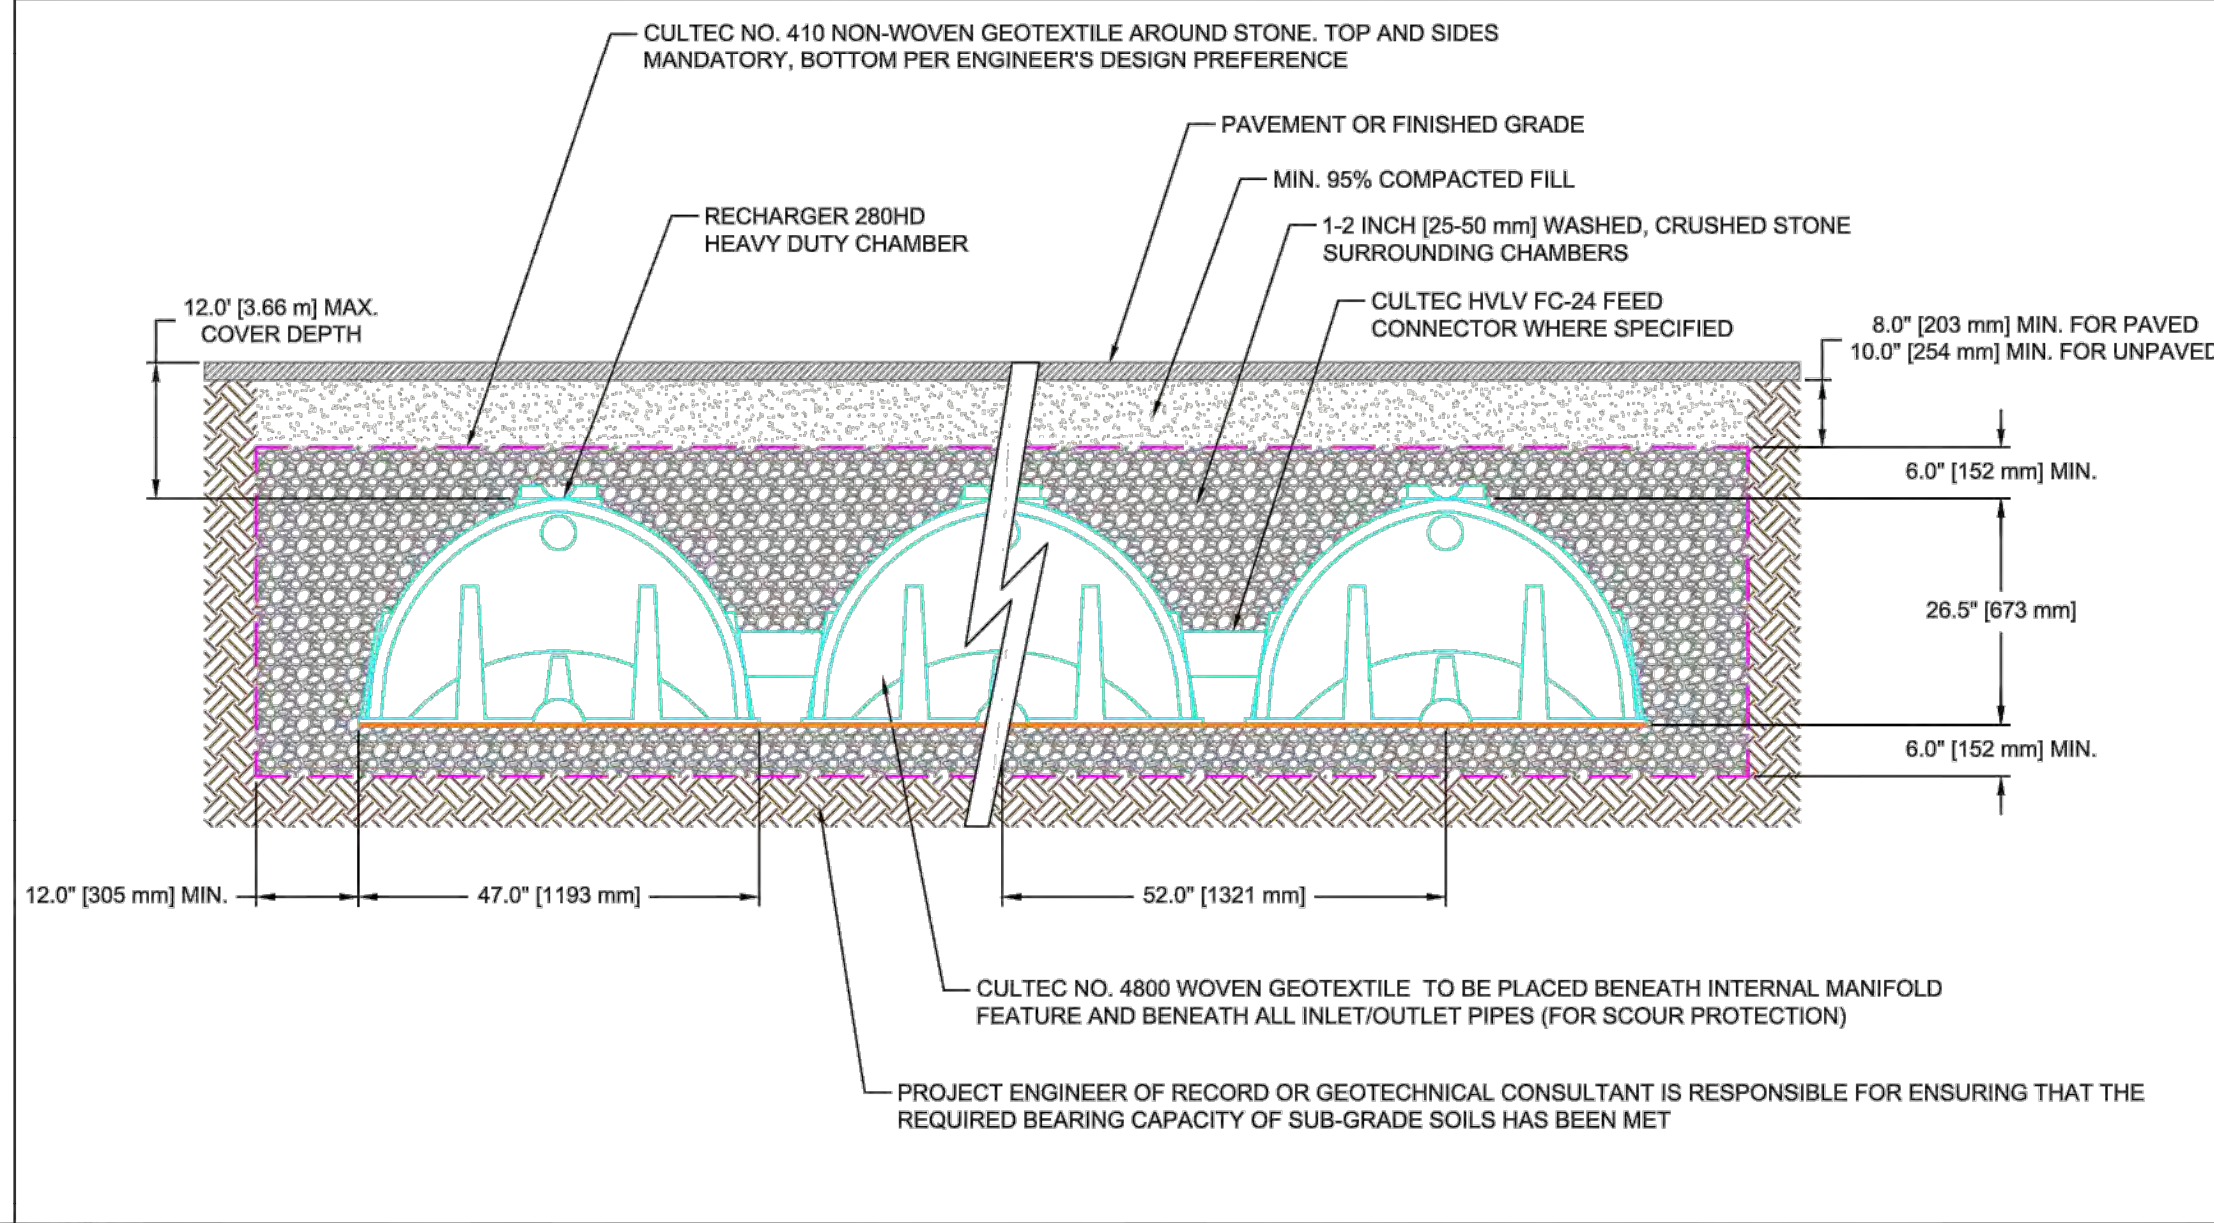 CULTEC NO. 410 NON-WOVEN GEOTEXTILE AROUND STONE. TOP AND SIDES
MANDATORY, BOTTOM PER ENGINEER'S DESIGN PREFERENCE
PAVEMENT OR FINISHED GRADE
MIN. 95% COMPACTED FILL
RECHARGER 280HD
HEAVY DUTY CHAMBER
1-2 INCH [25-50 mm] WASHED, CRUSHED STONE
SURROUNDING CHAMBERS
CULTEC HVLV FC-24 FEED
CONNECTOR WHERE SPECIFIED
12.0' [3.66 m] MAX.
COVER DEPTH
8.0" [203 mm] MIN. FOR PAVED
10.0" [254 mm] MIN. FOR UNPAVED
6.0" [152 mm] MIN.
26.5" [673 mm]
6.0" [152 mm] MIN.
12.0" [305 mm] MIN.
47.0" [1193 mm]
52.0" [1321 mm]
CULTEC NO. 4800 WOVEN GEOTEXTILE TO BE PLACED BENEATH INTERNAL MANIFOLD
FEATURE AND BENEATH ALL INLET/OUTLET PIPES (FOR SCOUR PROTECTION)
PROJECT ENGINEER OF RECORD OR GEOTECHNICAL CONSULTANT IS RESPONSIBLE FOR ENSURING THAT THE
REQUIRED BEARING CAPACITY OF SUB-GRADE SOILS HAS BEEN MET